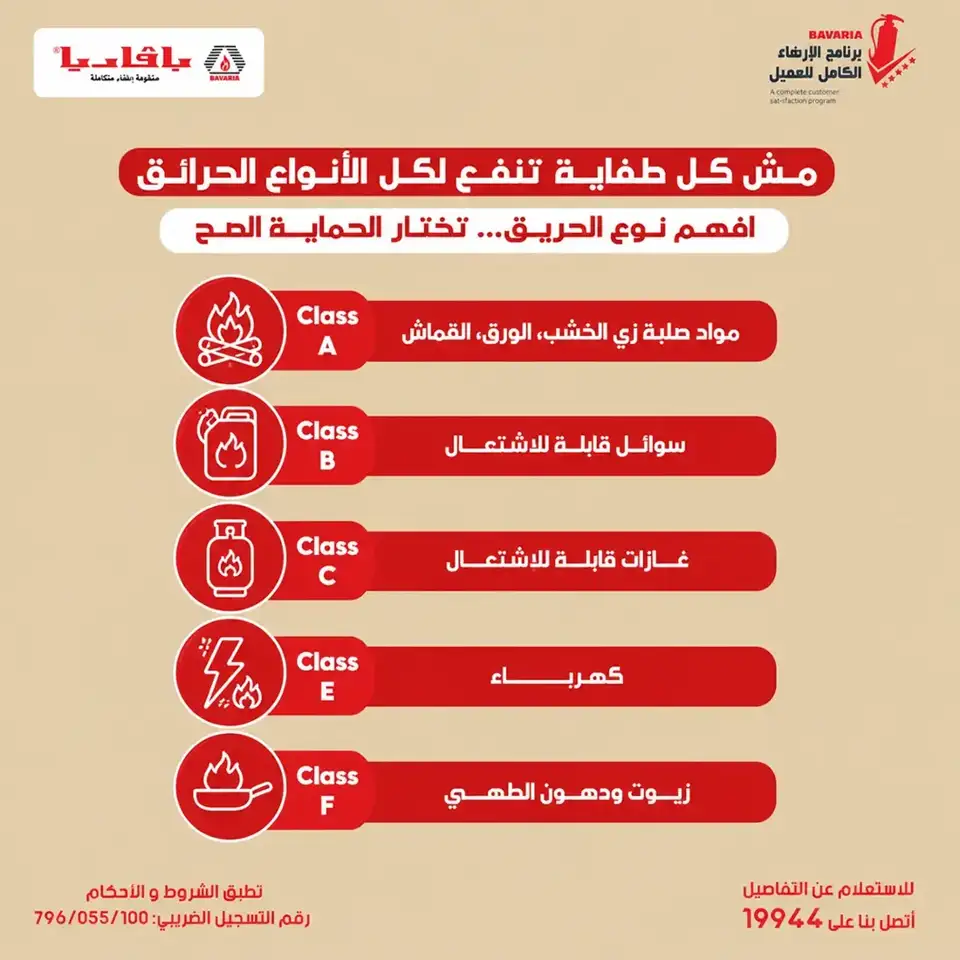 باڤاريا
منظومة إطفاء متكاملة
BAVARIA
BAVARIA
برنامج الإرضاء
الكامل للعميل
A complete customer
satisfaction program
مش كل طفاية تنفع لكل الأنواع الحرائق
افهم نوع الحريق... تختار الحماية الصح
Class A
مواد صلبة زي الخشب، الورق، القماش
Class B
سوائل قابلة للاشتعال
Class C
غازات قابلة للإشتعال
Class E
كهرباء
Class F
زيوت ودهون الطهي
للاستعلام عن التفاصيل
أتصل بنا على 19944
تطبق الشروط و الأحكام
رقم التسجيل الضريبي: 100/055/796